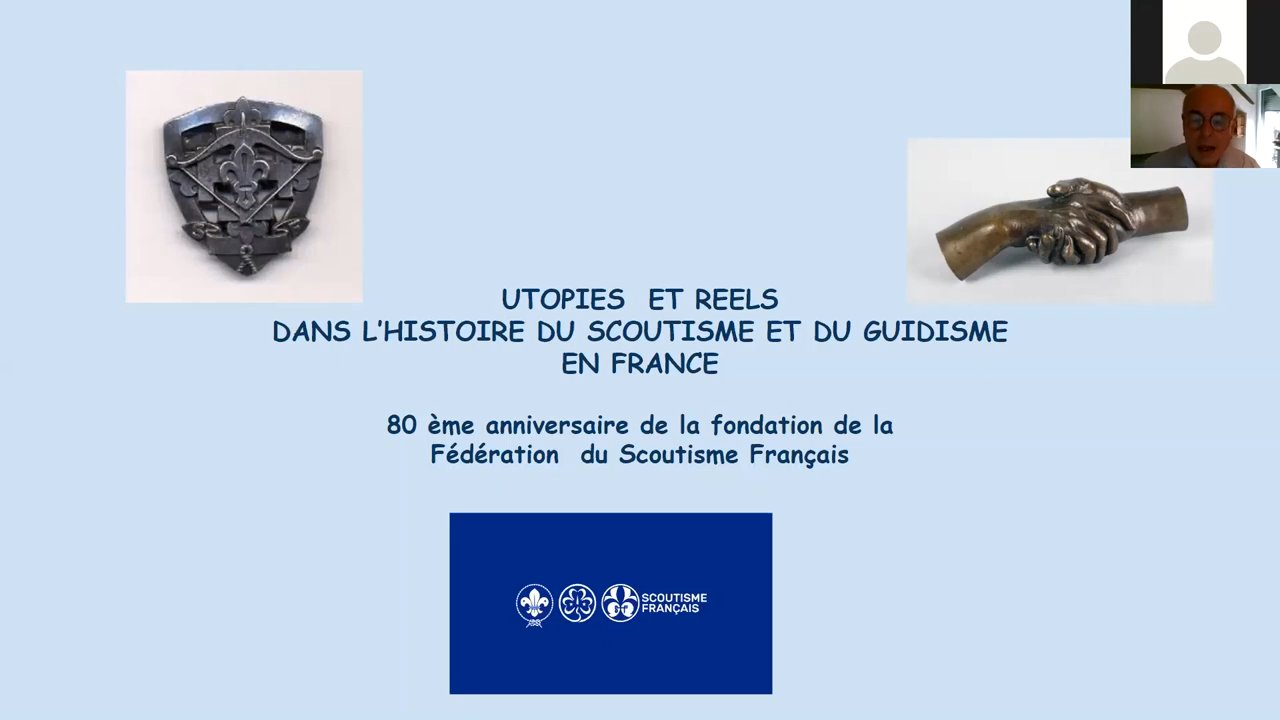 UTOPIES ET REELS
DANS L'HISTOIRE DU SCOUTISME ET DU GUIDISME
EN FRANCE
80 ème anniversaire de la fondation de la
Fédération du Scoutisme Français
SCOUTISME
FRANÇAIS